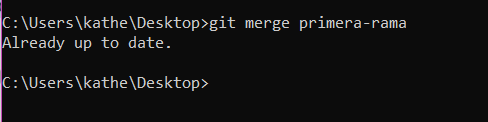 C:\Users\kathe\Desktop>git merge primera-rama
Already up to date.
C:\Users\kathe\Desktop>